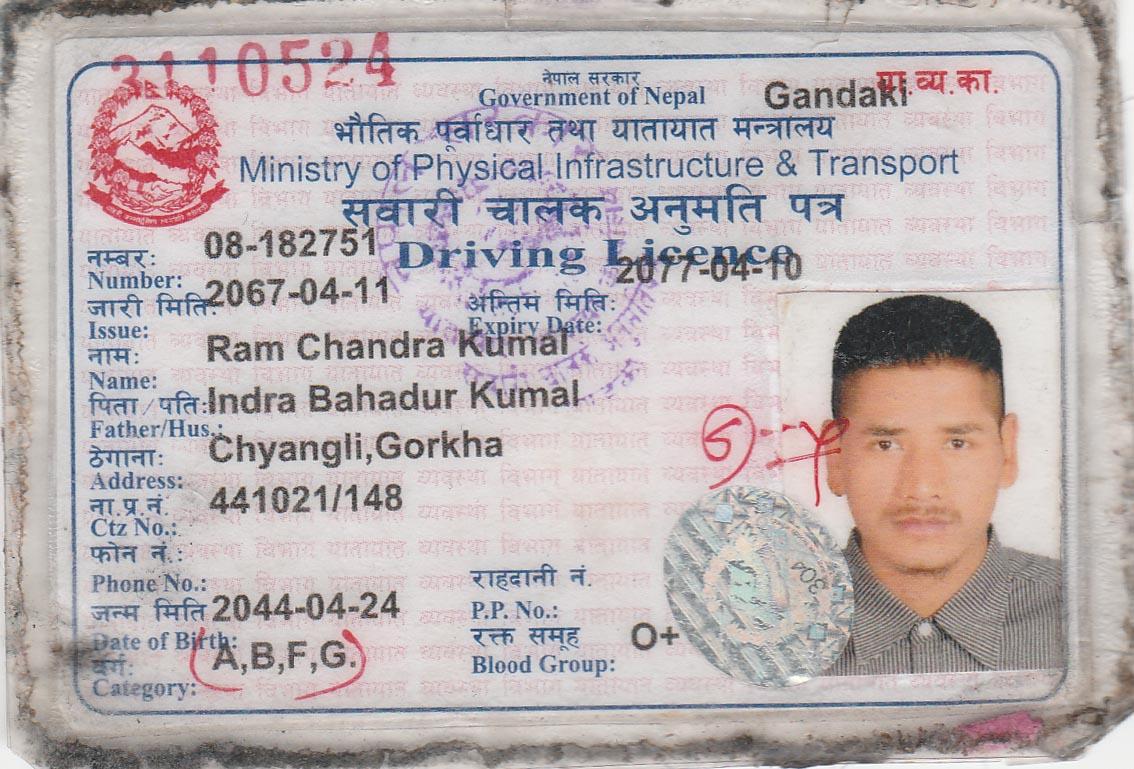 3110524
नेपाल सरकार
Government of Nepal
Gandaki
या.व्य.का.
भौतिक पूर्वाधार तथा यातायात मन्त्रालय
Ministry of Physical Infrastructure & Transport
सवारी चालक अनुमति पत्र
Driving Licence
नम्बर: 08-182751
Number:
जारी मिति: 2067-04-11
Issue:
अन्तिम मिति: 2077-04-10
Expiry Date:
नाम: Ram Chandra Kumal
Name:
पिता / पति: Indra Bahadur Kumal
Father/Hus.:
ठेगाना: Chyangli,Gorkha
Address:
ना.प्र.नं. 441021/148
Ctz No.:
फोन नं.:
Phone No.:
राहदानी नं.
P.P. No.:
जन्म मिति 2044-04-24
Date of Birth:
रक्त समूह O+
Blood Group:
वर्ग: A,B,F,G.
Category: